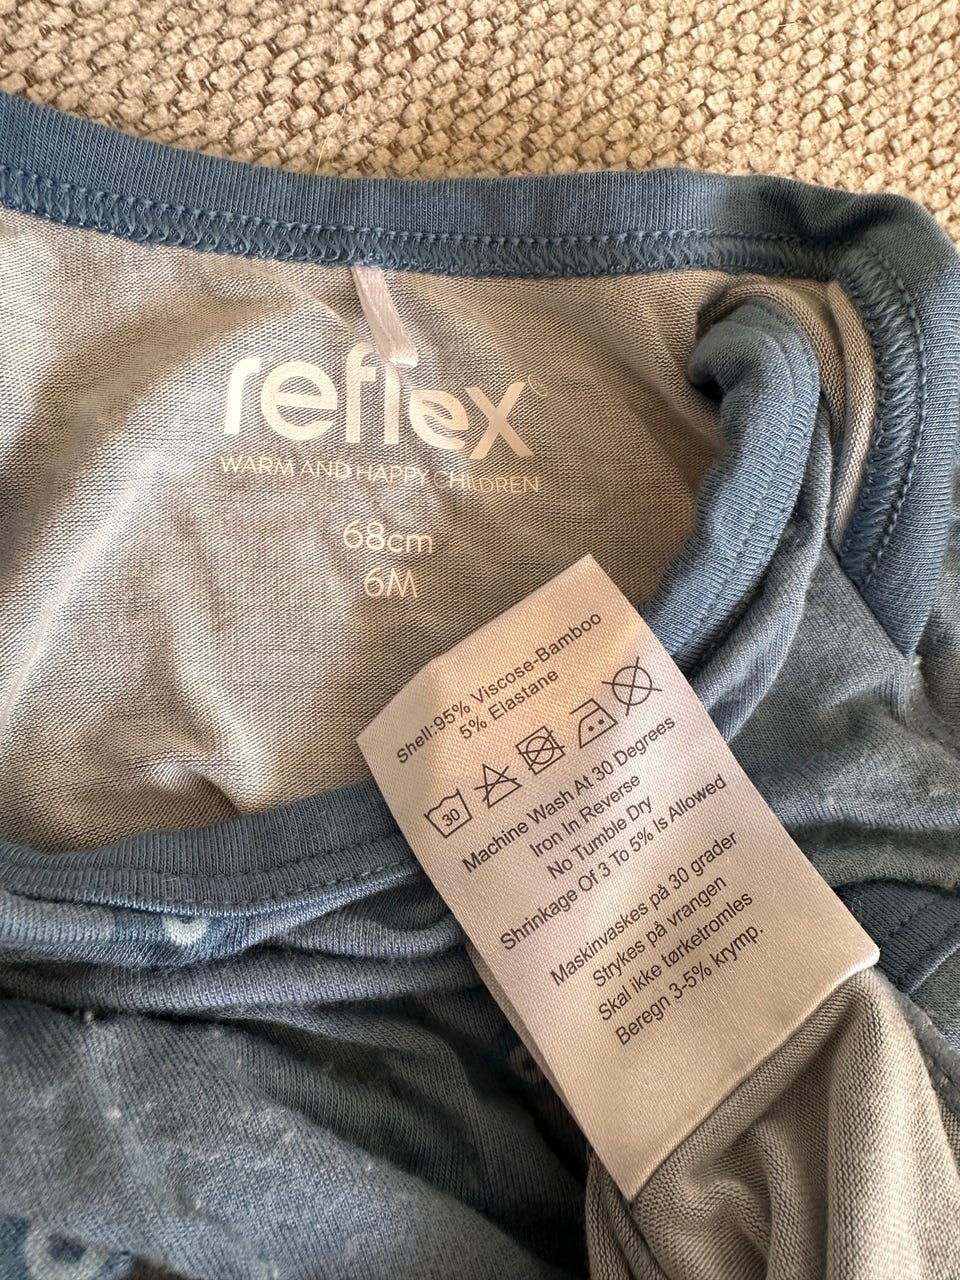 reflex
WARM AND HAPPY CHILDREN
68cm
6M
Shell:95% Viscose-Bamboo
5% Elastane
30
Machine Wash At 30 Degrees
Iron In Reverse
No Tumble Dry
Shrinkage Of 3 To 5% Is Allowed
Maskinvaskes på 30 grader
Strykes på vrangen
Skal ikke tørketromles
Beregn 3-5% krymp.